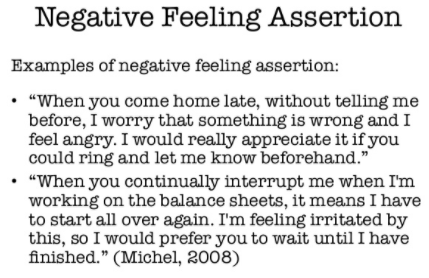 Negative Feeling Assertion
Examples of negative feeling assertion:
• “When you come home late, without telling me
before, I worry that something is wrong and I
feel angry. I would really appreciate it if you
could ring and let me know beforehand.”
• “When you continually interrupt me when I'm
working on the balance sheets, it means I have
to start all over again. I'm feeling irritated by
this, so I would prefer you to wait until I have
finished.” (Michel, 2008)